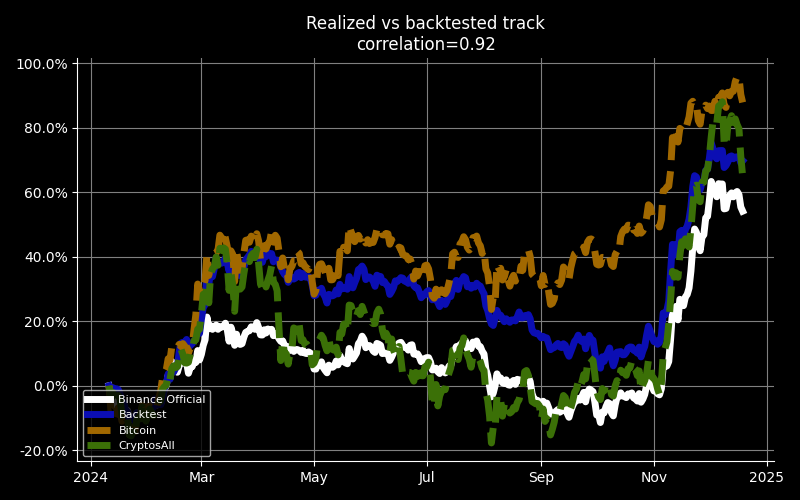 Realized vs backtested track
correlation=0.92
100.0%
80.0%
60.0%
40.0%
20.0%
0.0%
-20.0%
Binance Official
Backtest
Bitcoin
CryptosAll
2024 Mar May Jul Sep Nov 2025